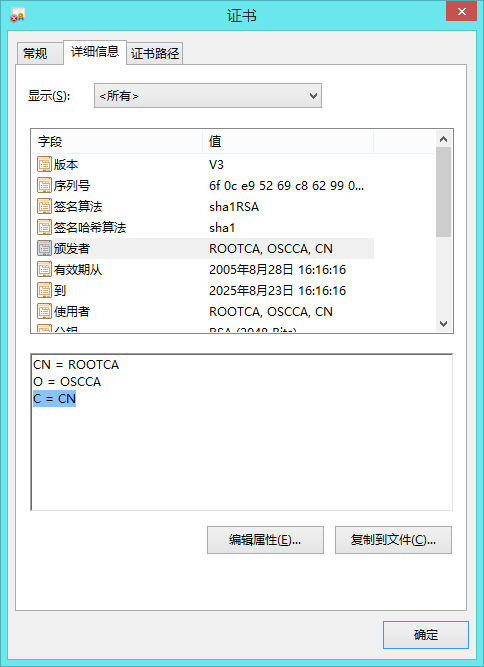 证书
常规 详细信息 证书路径
显示(S): <所有>
字段 值
版本 V3
序列号 6f 0c e9 52 69 c8 62 99 0...
签名算法 sha1RSA
签名哈希算法 sha1
颁发者 ROOTCA, OSCCA, CN
有效期从 2005年8月28日 16:16:16
到 2025年8月23日 16:16:16
使用者 ROOTCA, OSCCA, CN
公钥 RSA (2048 Bits)
CN = ROOTCA
O = OSCCA
C = CN
编辑属性(E)... 复制到文件(C)...
确定